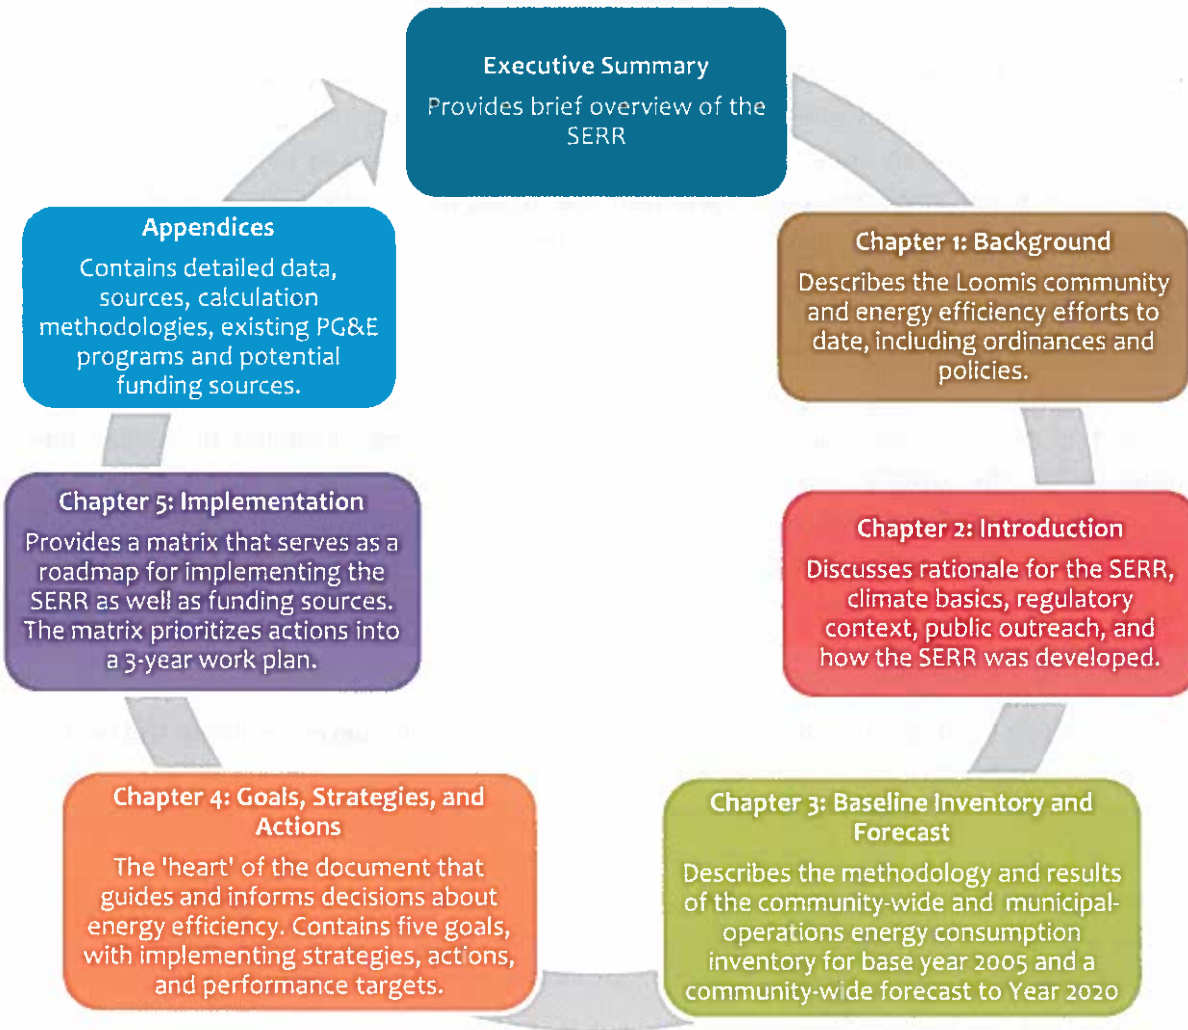 Executive Summary
Provides brief overview of the
SERR
Chapter 1: Background
Describes the Loomis community
and energy efficiency efforts to
date, including ordinances and
policies.
Chapter 2: Introduction
Discusses rationale for the SERR,
climate basics, regulatory
context, public outreach, and
how the SERR was developed.
Chapter 3: Baseline Inventory and
Forecast
Describes the methodology and results
of the community-wide and municipal-
operations energy consumption
inventory for base year 2005 and a
community-wide forecast to Year 2020
Chapter 4: Goals, Strategies, and
Actions
The 'heart' of the document that
guides and informs decisions about
energy efficiency. Contains five goals,
with implementing strategies, actions,
and performance targets.
Chapter 5: Implementation
Provides a matrix that serves as a
roadmap for implementing the
SERR as well as funding sources.
The matrix prioritizes actions into
a 3-year work plan.
Appendices
Contains detailed data,
sources, calculation
methodologies, existing PG&E
programs and potential
funding sources.